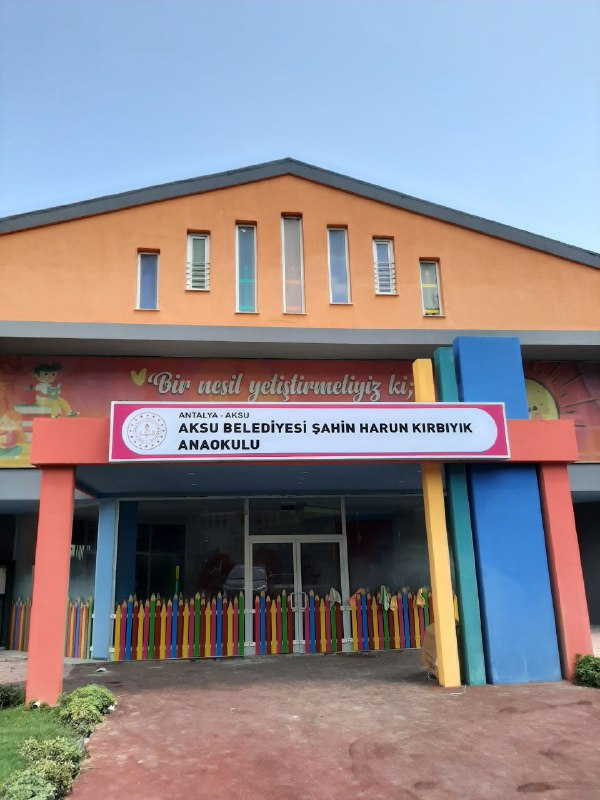 "Bir nesil yetiştirmeliyiz ki,
ANTALYA - AKSU
AKSU BELEDİYESİ ŞAHİN HARUN KIRBIYIK
ANAOKULU